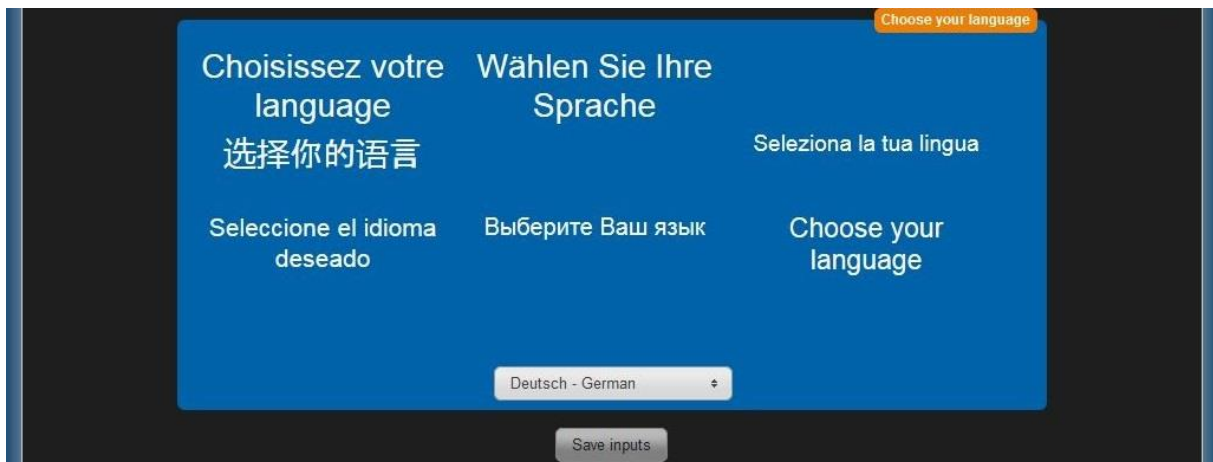 Choose your language
Choisissez votre
language
选择你的语言
Wählen Sie Ihre
Sprache
Seleziona la tua lingua
Seleccione el idioma
deseado
Выберите Ваш язык
Choose your
language
Deutsch - German
Save inputs